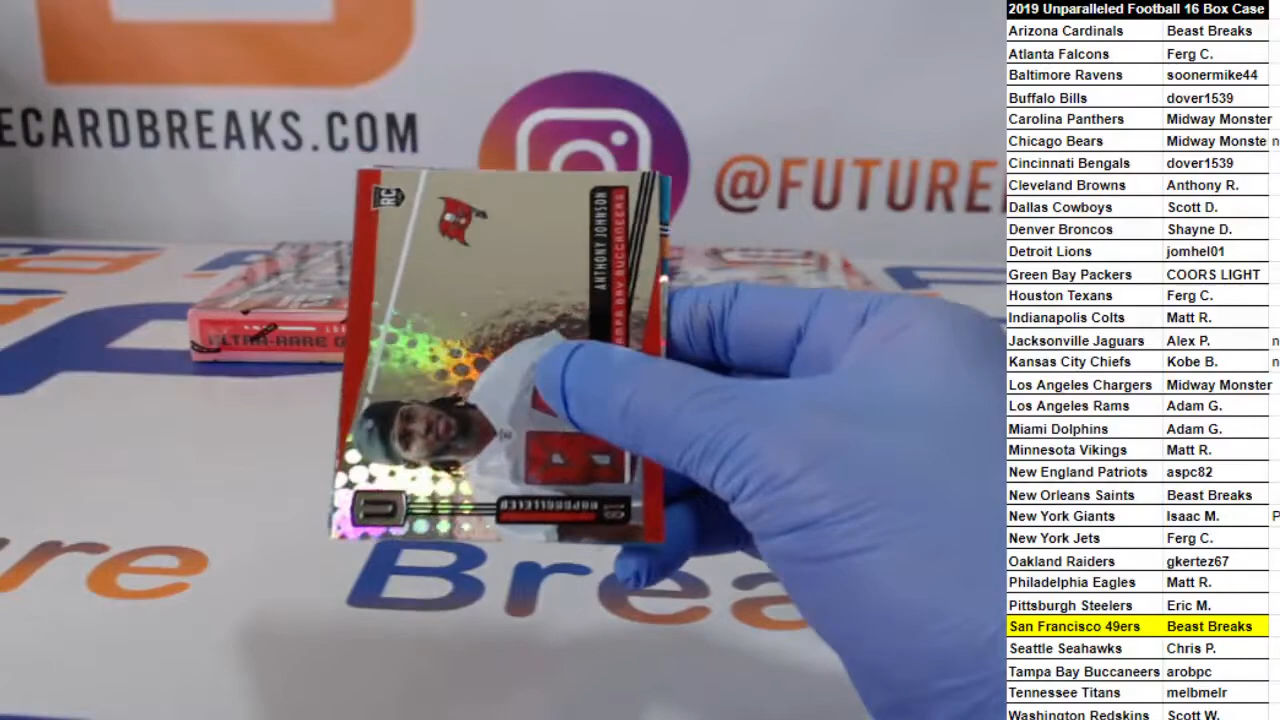 ECARDBREAKS.COM
@FUTURE
RC
ANTHONY JOHNSON
TAMPA BAY BUCCANEERS
UNPARALLELED
U
re Brea
2019 Unparalleled Football 16 Box Case
Arizona Cardinals Beast Breaks
Atlanta Falcons Ferg C.
Baltimore Ravens soonermike44
Buffalo Bills dover1539
Carolina Panthers Midway Monster
Chicago Bears Midway Monste n
Cincinnati Bengals dover1539
Cleveland Browns Anthony R.
Dallas Cowboys Scott D.
Denver Broncos Shayne D.
Detroit Lions jomhel01
Green Bay Packers COORS LIGHT
Houston Texans Ferg C.
Indianapolis Colts Matt R.
Jacksonville Jaguars Alex P. n
Kansas City Chiefs Kobe B. n
Los Angeles Chargers Midway Monster
Los Angeles Rams Adam G.
Miami Dolphins Adam G.
Minnesota Vikings Matt R.
New England Patriots aspc82
New Orleans Saints Beast Breaks
New York Giants Isaac M. P
New York Jets Ferg C.
Oakland Raiders gkertez67
Philadelphia Eagles Matt R.
Pittsburgh Steelers Eric M.
San Francisco 49ers Beast Breaks
Seattle Seahawks Chris P.
Tampa Bay Buccaneers arobpc
Tennessee Titans melbmelr
Washington Redskins Scott W.